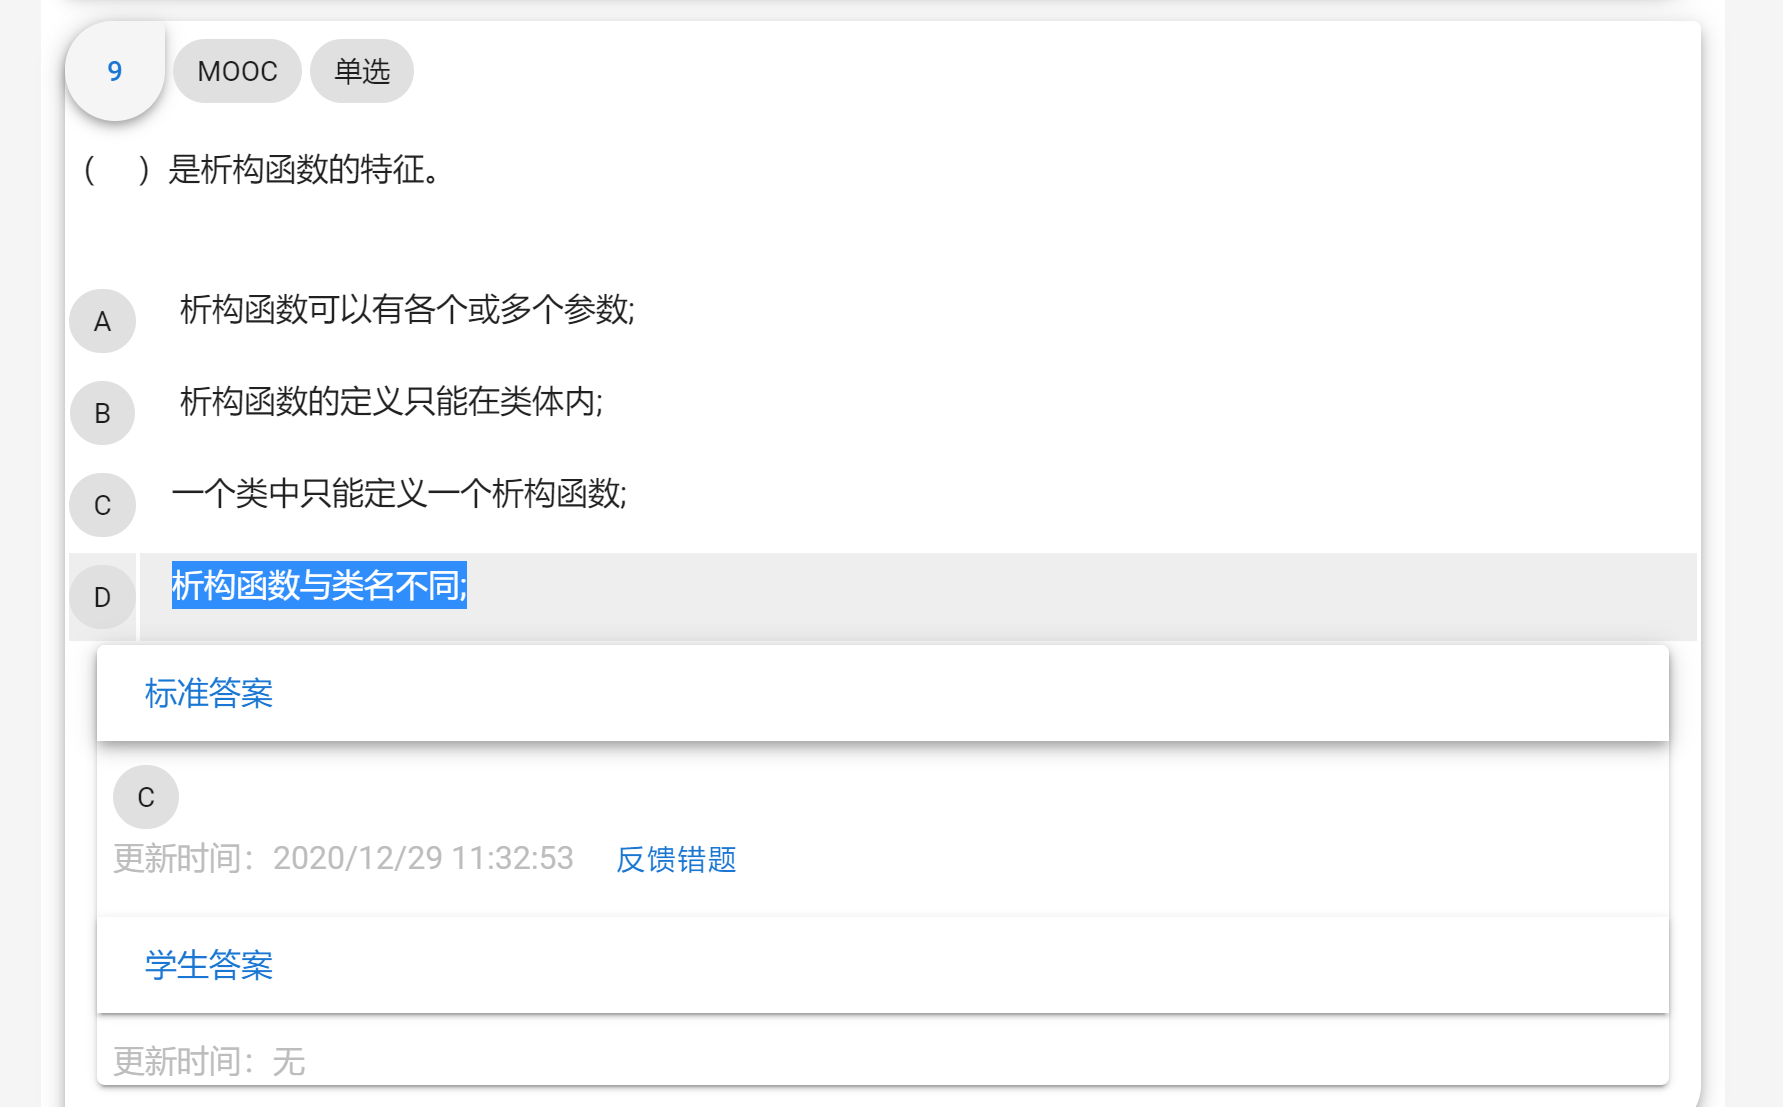 9 MOOC 单选
（ ）是析构函数的特征。
A 析构函数可以有各个或多个参数;
B 析构函数的定义只能在类体内;
C 一个类中只能定义一个析构函数;
D 析构函数与类名不同;
标准答案
C
更新时间：2020/12/29 11:32:53 反馈错题
学生答案
更新时间：无